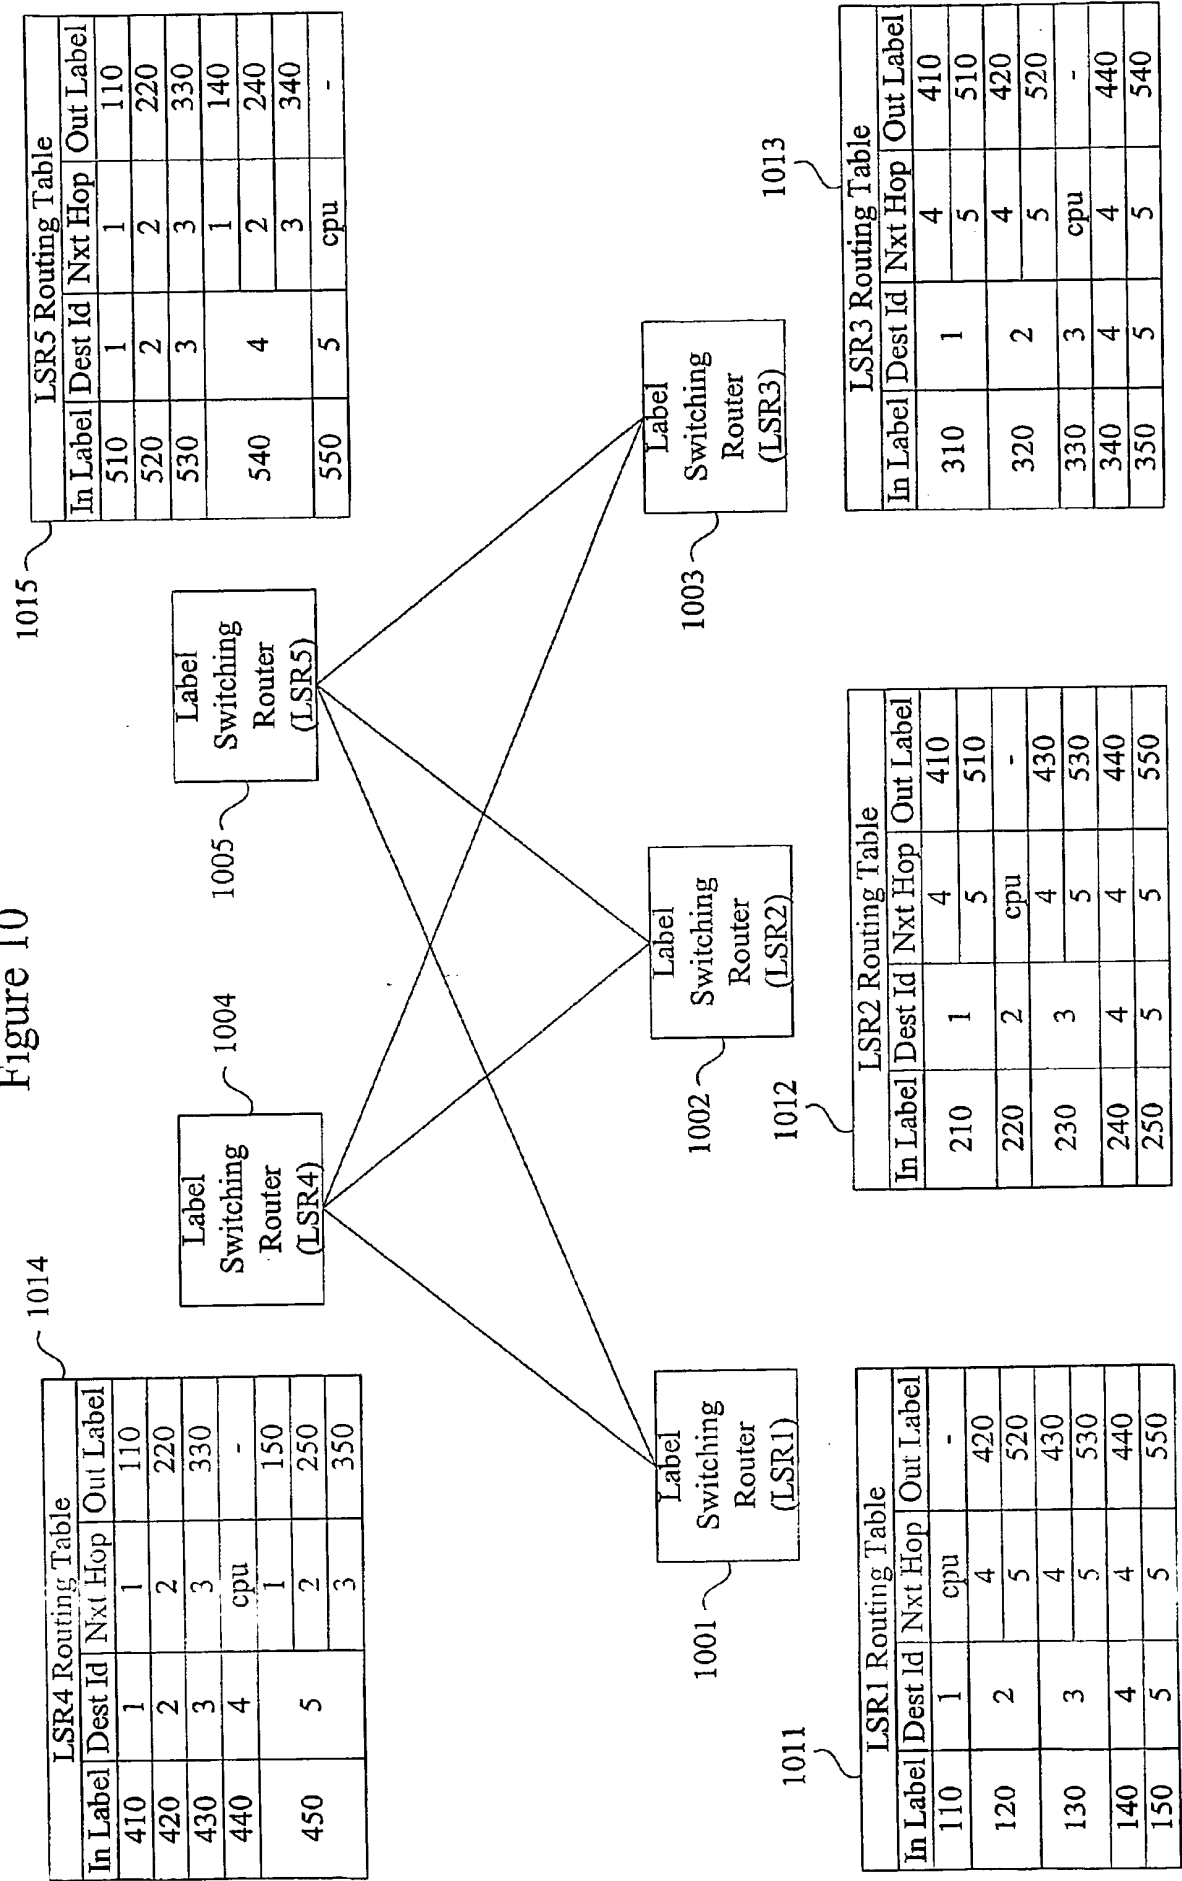 Figure 10
1014
LSR4 Routing Table
In Label Dest Id Nxt Hop Out Label
410 1 1 110
420 2 2 220
430 3 3 330
440 4 cpu -
450 5 1 150
2 250
3 350
1004
Label
Switching
Router
(LSR4)
1005
Label
Switching
Router
(LSR5)
1015
LSR5 Routing Table
In Label Dest Id Nxt Hop Out Label
510 1 1 110
520 2 2 220
530 3 3 330
540 4 1 140
2 240
3 340
550 5 cpu -
1001
Label
Switching
Router
(LSR1)
1002
Label
Switching
Router
(LSR2)
1003
Label
Switching
Router
(LSR3)
1011
LSR1 Routing Table
In Label Dest Id Nxt Hop Out Label
110 1 cpu -
120 2 4 420
5 520
130 3 4 430
5 530
140 4 4 440
150 5 5 550
1012
LSR2 Routing Table
In Label Dest Id Nxt Hop Out Label
210 1 4 410
5 510
220 2 cpu -
230 3 4 430
5 530
240 4 4 440
250 5 5 550
1013
LSR3 Routing Table
In Label Dest Id Nxt Hop Out Label
310 1 4 410
5 510
320 2 4 420
5 520
330 3 cpu -
340 4 4 440
350 5 5 540